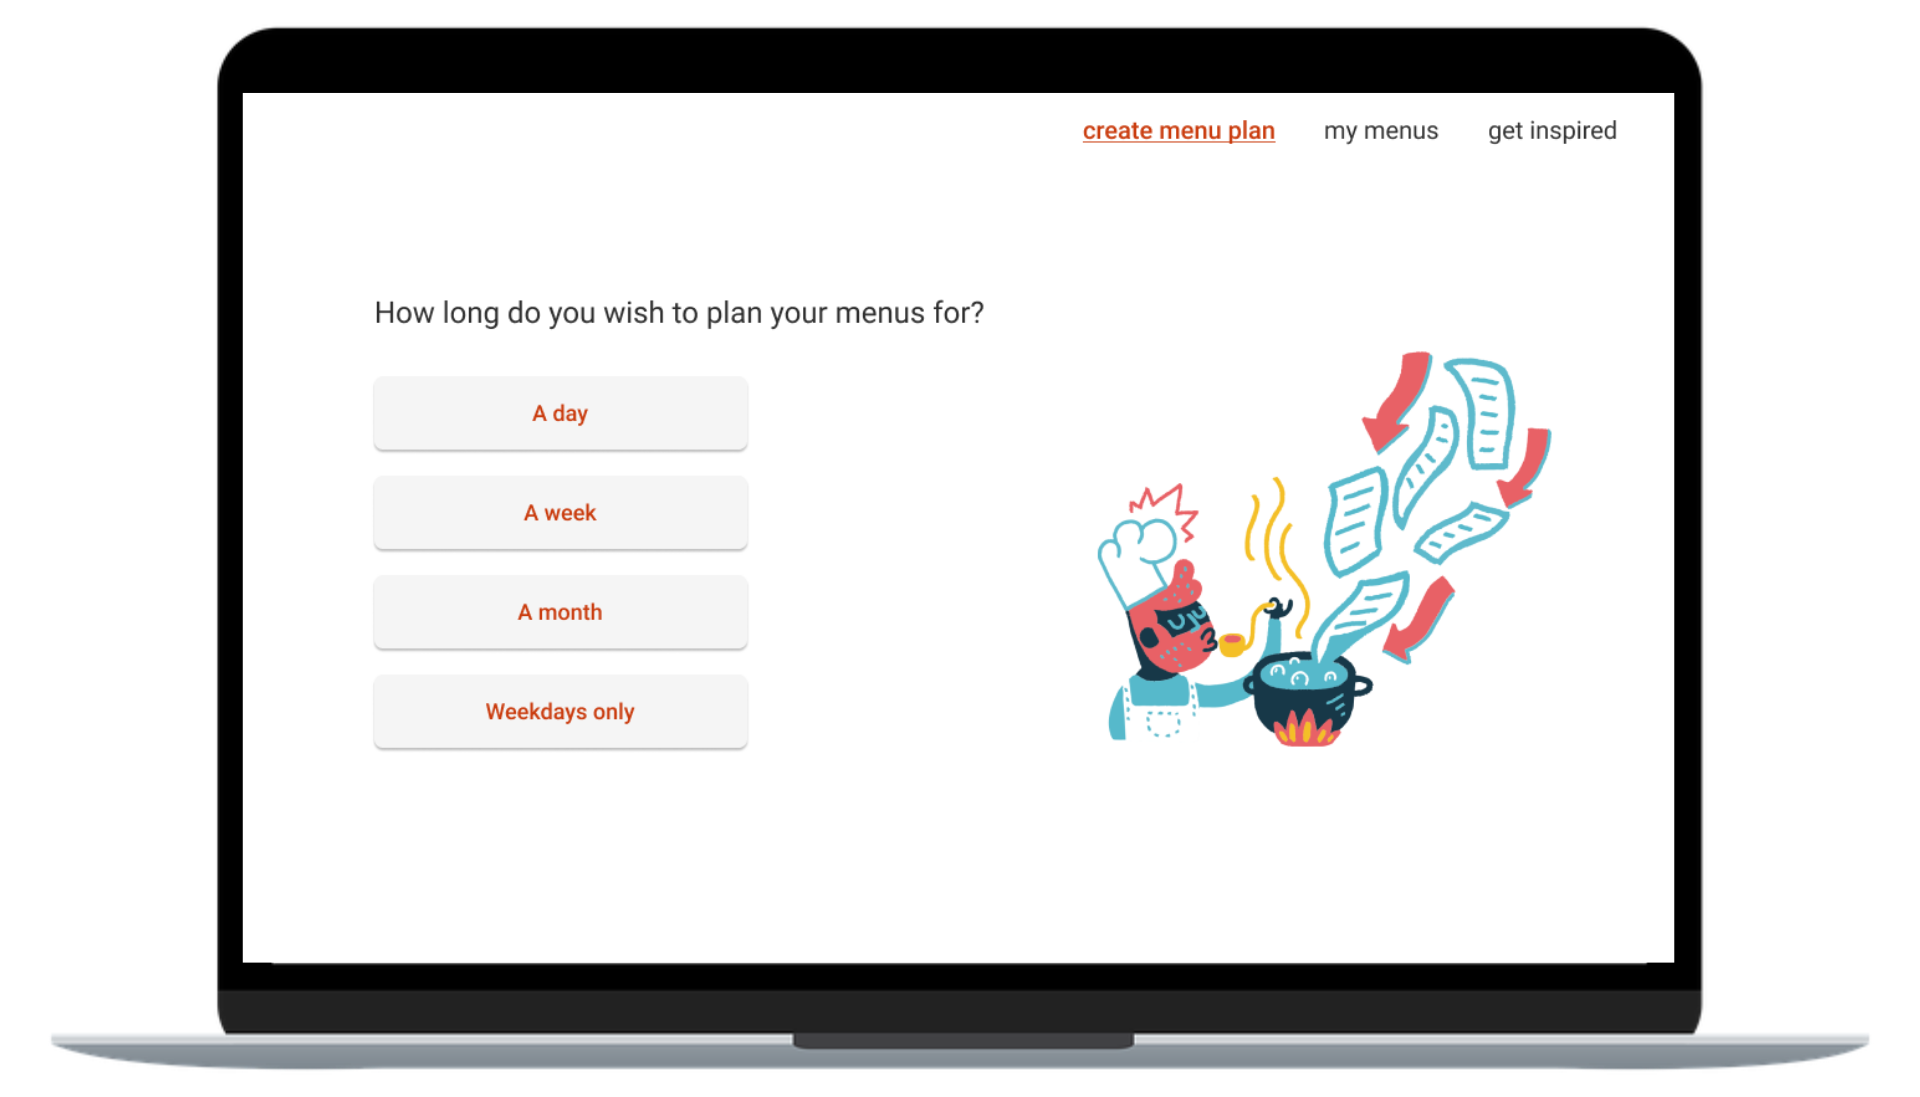 create menu plan my menus get inspired
How long do you wish to plan your menus for?
A day
A week
A month
Weekdays only